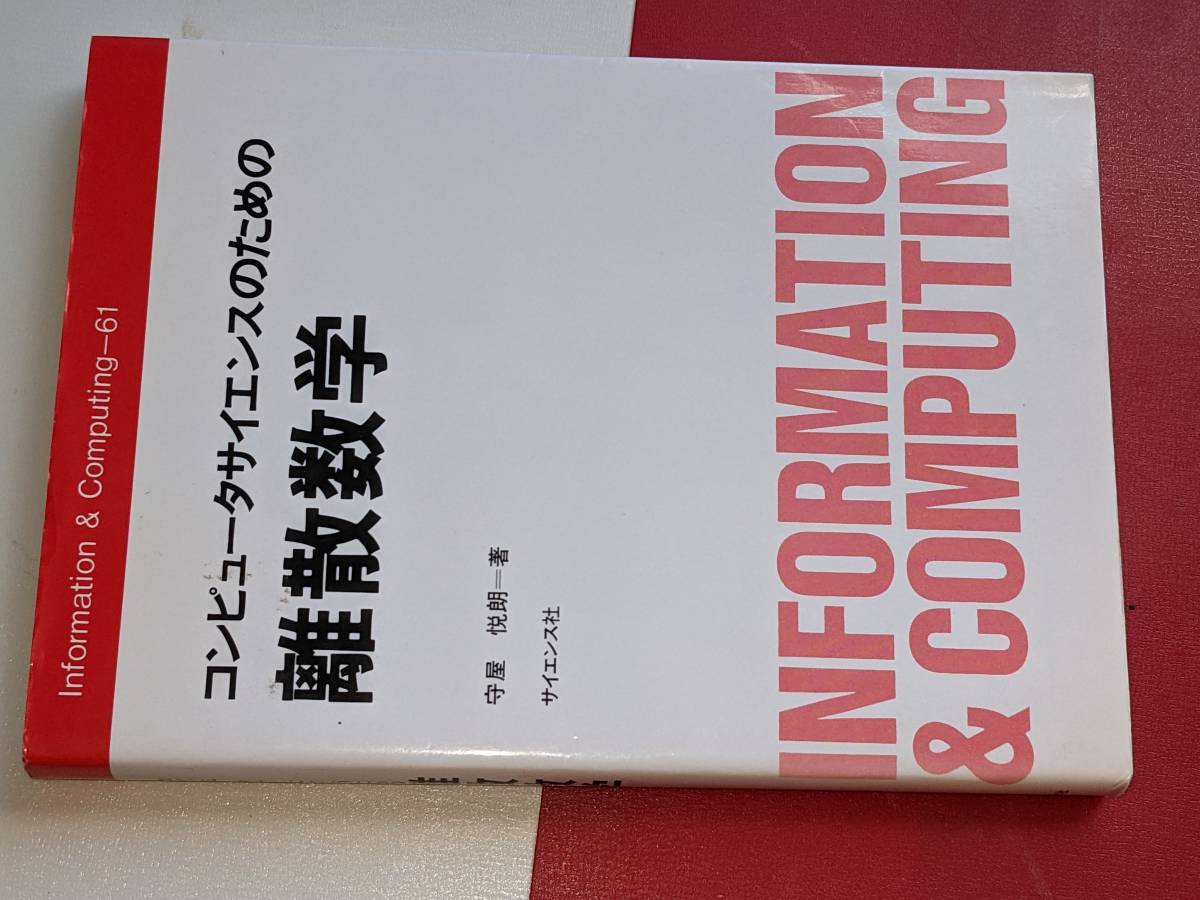 Information & Computing–61
コンピュータサイエンスのための
離散数学
守屋 悦朗=著
サイエンス社
INFORMATION
& COMPUTING